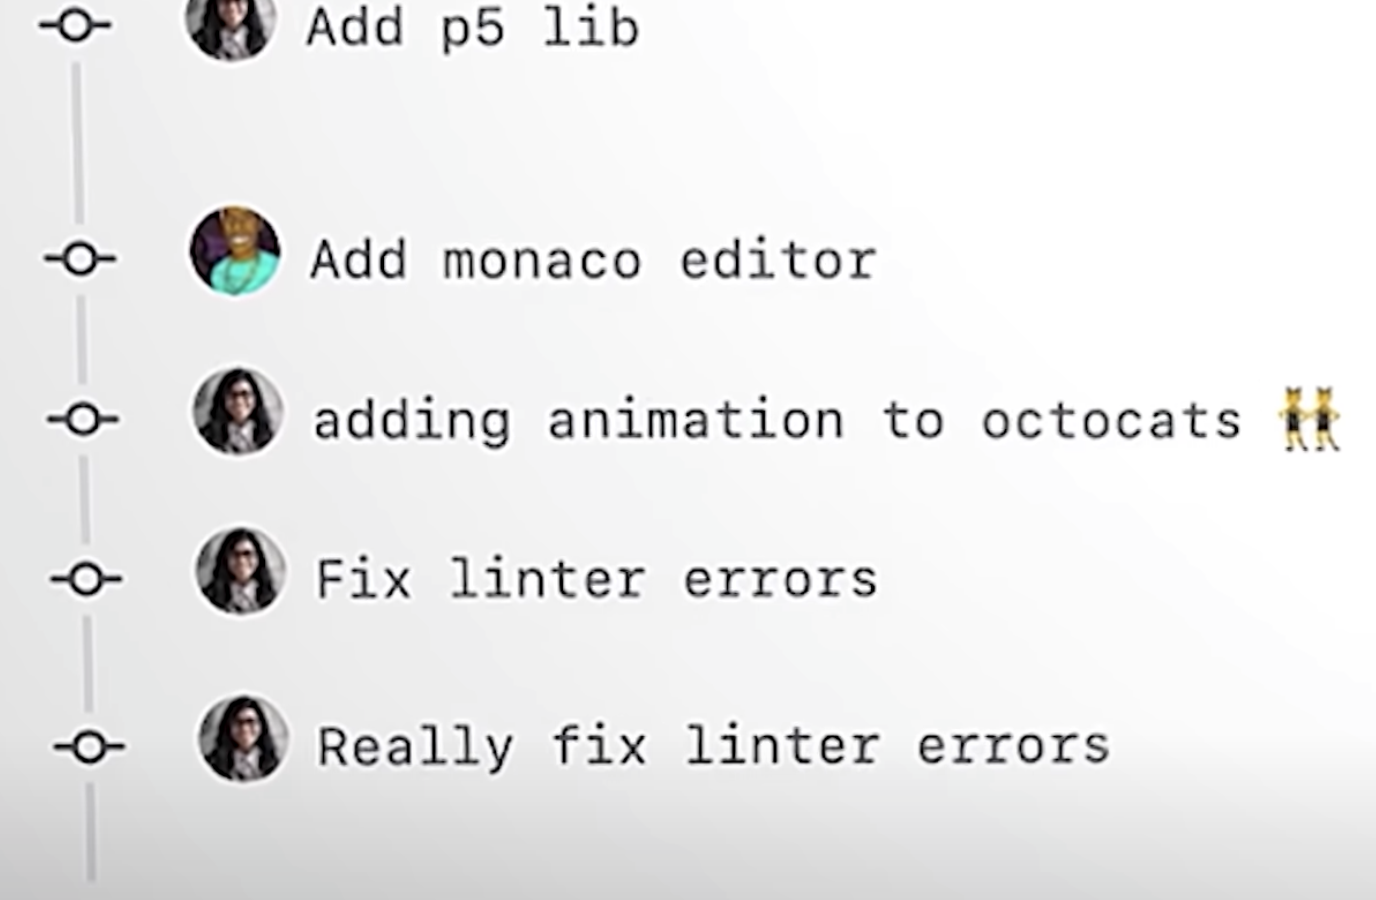 Add p5 lib
Add monaco editor
adding animation to octocats 👯
Fix linter errors
Really fix linter errors